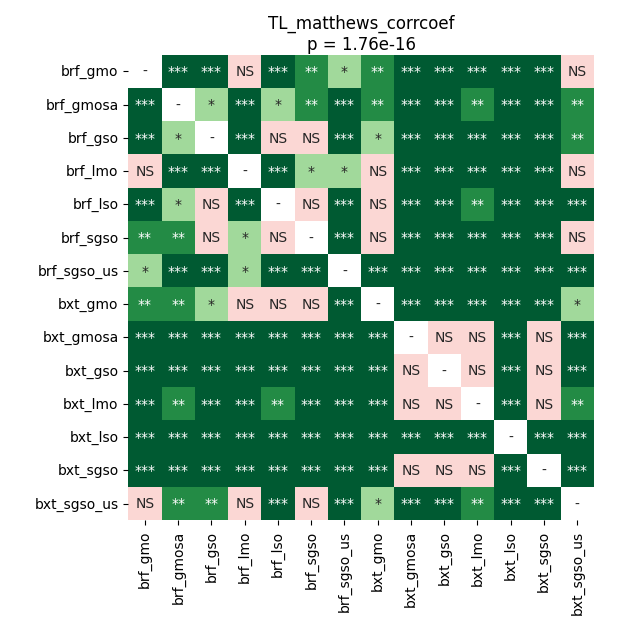 TL_matthews_corrcoef
p = 1.76e-16
brf_gmo - *** *** NS *** ** * ** *** *** *** *** *** NS
brf_gmosa *** - * *** * ** *** ** *** *** ** *** *** **
brf_gso *** * - *** NS NS *** * *** *** *** *** *** **
brf_lmo NS *** *** - *** * * NS *** *** *** *** *** NS
brf_lso *** * NS *** - NS *** NS *** *** ** *** *** ***
brf_sgso ** ** NS * NS - *** NS *** *** *** *** *** NS
brf_sgso_us * *** *** * *** *** - *** *** *** *** *** *** ***
bxt_gmo ** ** * NS NS NS *** - *** *** *** *** *** *
bxt_gmosa *** *** *** *** *** *** *** *** - NS NS *** NS ***
bxt_gso *** *** *** *** *** *** *** *** NS - NS *** NS ***
bxt_lmo *** ** *** *** ** *** *** *** NS NS - *** NS **
bxt_lso *** *** *** *** *** *** *** *** *** *** *** - *** ***
bxt_sgso *** *** *** *** *** *** *** *** NS NS NS *** - ***
bxt_sgso_us NS ** ** NS *** NS *** * *** *** ** *** *** -
brf_gmo
brf_gmosa
brf_gso
brf_lmo
brf_lso
brf_sgso
brf_sgso_us
bxt_gmo
bxt_gmosa
bxt_gso
bxt_lmo
bxt_lso
bxt_sgso
bxt_sgso_us